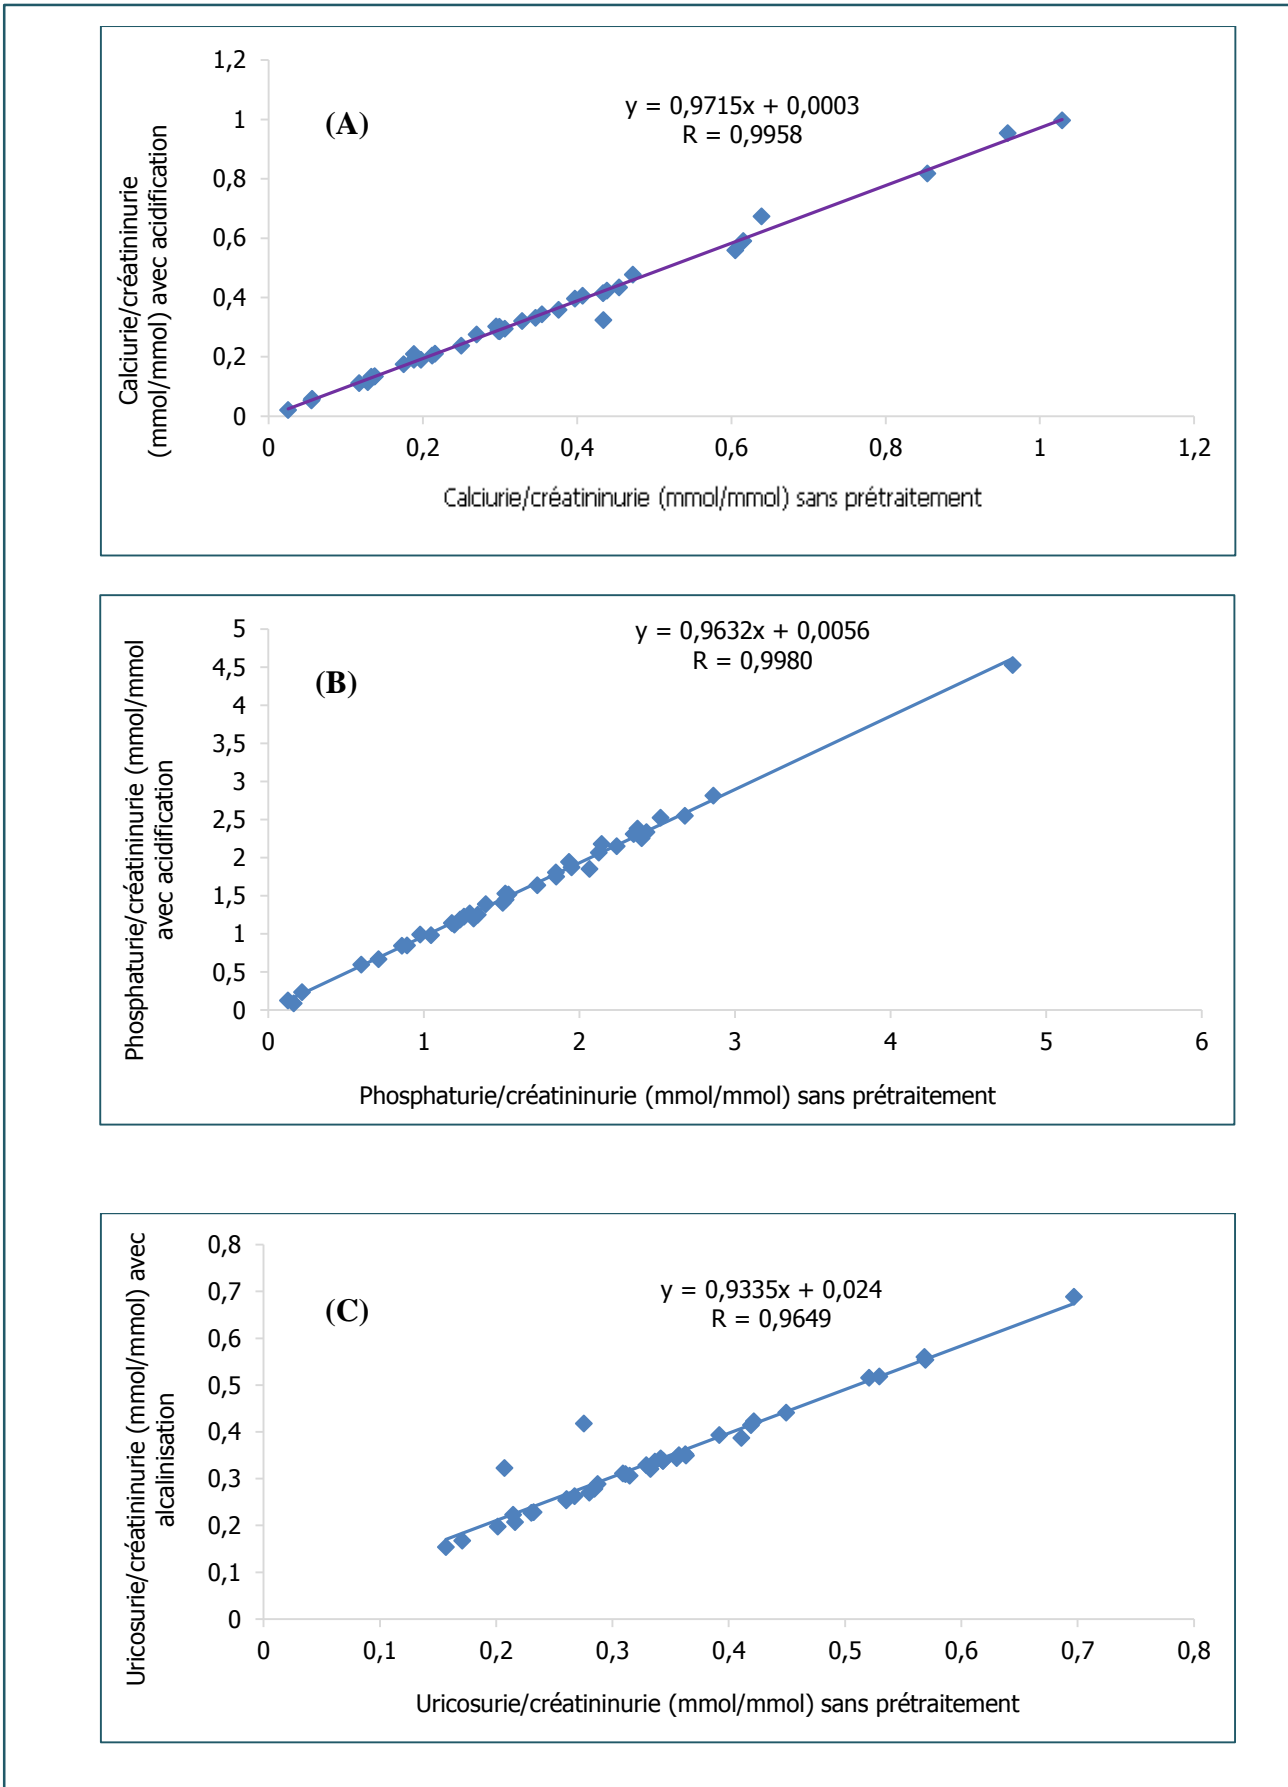 1,2
1
0,8
0,6
0,4
0,2
0
(A)
y = 0,9715x + 0,0003
R = 0,9958
Calciurie/créatininurie
(mmol/mmol) avec acidification
0 0,2 0,4 0,6 0,8 1 1,2
Calciurie/créatininurie (mmol/mmol) sans prétraitement
5
4,5
4
3,5
3
2,5
2
1,5
1
0,5
0
(B)
y = 0,9632x + 0,0056
R = 0,9980
Phosphaturie/créatininurie (mmol/mmol
avec acidification
0 1 2 3 4 5 6
Phosphaturie/créatininurie (mmol/mmol) sans prétraitement
0,8
0,7
0,6
0,5
0,4
0,3
0,2
0,1
0
(C)
y = 0,9335x + 0,024
R = 0,9649
Uricosurie/créatininurie (mmol/mmol) avec
alcalinisation
0 0,1 0,2 0,3 0,4 0,5 0,6 0,7 0,8
Uricosurie/créatininurie (mmol/mmol) sans prétraitement